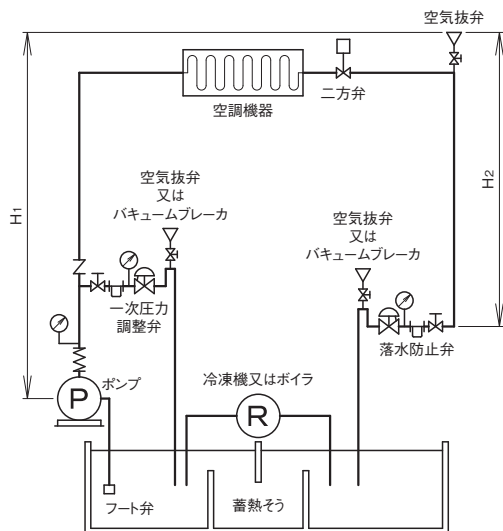 空気抜弁
二方弁
空調機器
H1
H2
空気抜弁
又は
バキュームブレーカ
空気抜弁
又は
バキュームブレーカ
一次圧力
調整弁
落水防止弁
ポンプ
P
冷凍機又はボイラ
R
フート弁
蓄熱そう